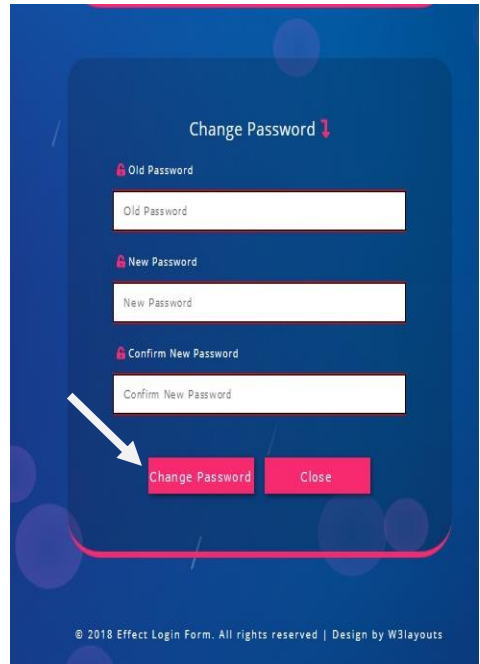 Change Password
Old Password
Old Password
New Password
New Password
Confirm New Password
Confirm New Password
Change Password Close
© 2018 Effect Login Form. All rights reserved | Design by W3layouts